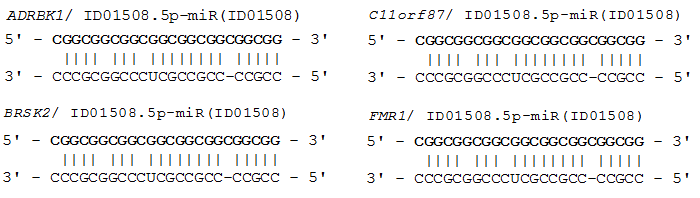 ADRBK1/ ID01508.5p-miR(ID01508)
5' - CGGCGGCGGCGGCGGCGGCGGCGG - 3'
3' - CCCGCGGCCCUCGCCGCC-CCGCC - 5'
BRSK2/ ID01508.5p-miR(ID01508)
5' - CGGCGGCGGCGGCGGCGGCGGCGG - 3'
3' - CCCGCGGCCCUCGCCGCC-CCGCC - 5'
C11orf87/ ID01508.5p-miR(ID01508)
5' - CGGCGGCGGCGGCGGCGGCGGCGG - 3'
3' - CCCGCGGCCCUCGCCGCC-CCGCC - 5'
FMR1/ ID01508.5p-miR(ID01508)
5' - CGGCGGCGGCGGCGGCGGCGGCGG - 3'
3' - CCCGCGGCCCUCGCCGCC-CCGCC - 5'